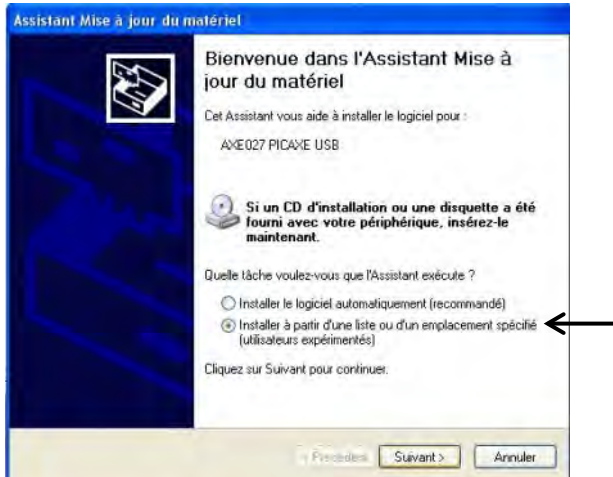 Assistant Mise à jour du matériel
Bienvenue dans l'Assistant Mise à
jour du matériel
Cet Assistant vous aide à installer le logiciel pour :
AXE027 PICAXE USB
Si un CD d'installation ou une disquette a été
fourni avec votre périphérique, insérez-le
maintenant.
Quelle tâche voulez-vous que l'Assistant exécute ?
Installer le logiciel automatiquement (recommandé)
Installer à partir d'une liste ou d'un emplacement spécifié
(utilisateurs expérimentés)
Cliquez sur Suivant pour continuer.
< Précédent Suivant > Annuler